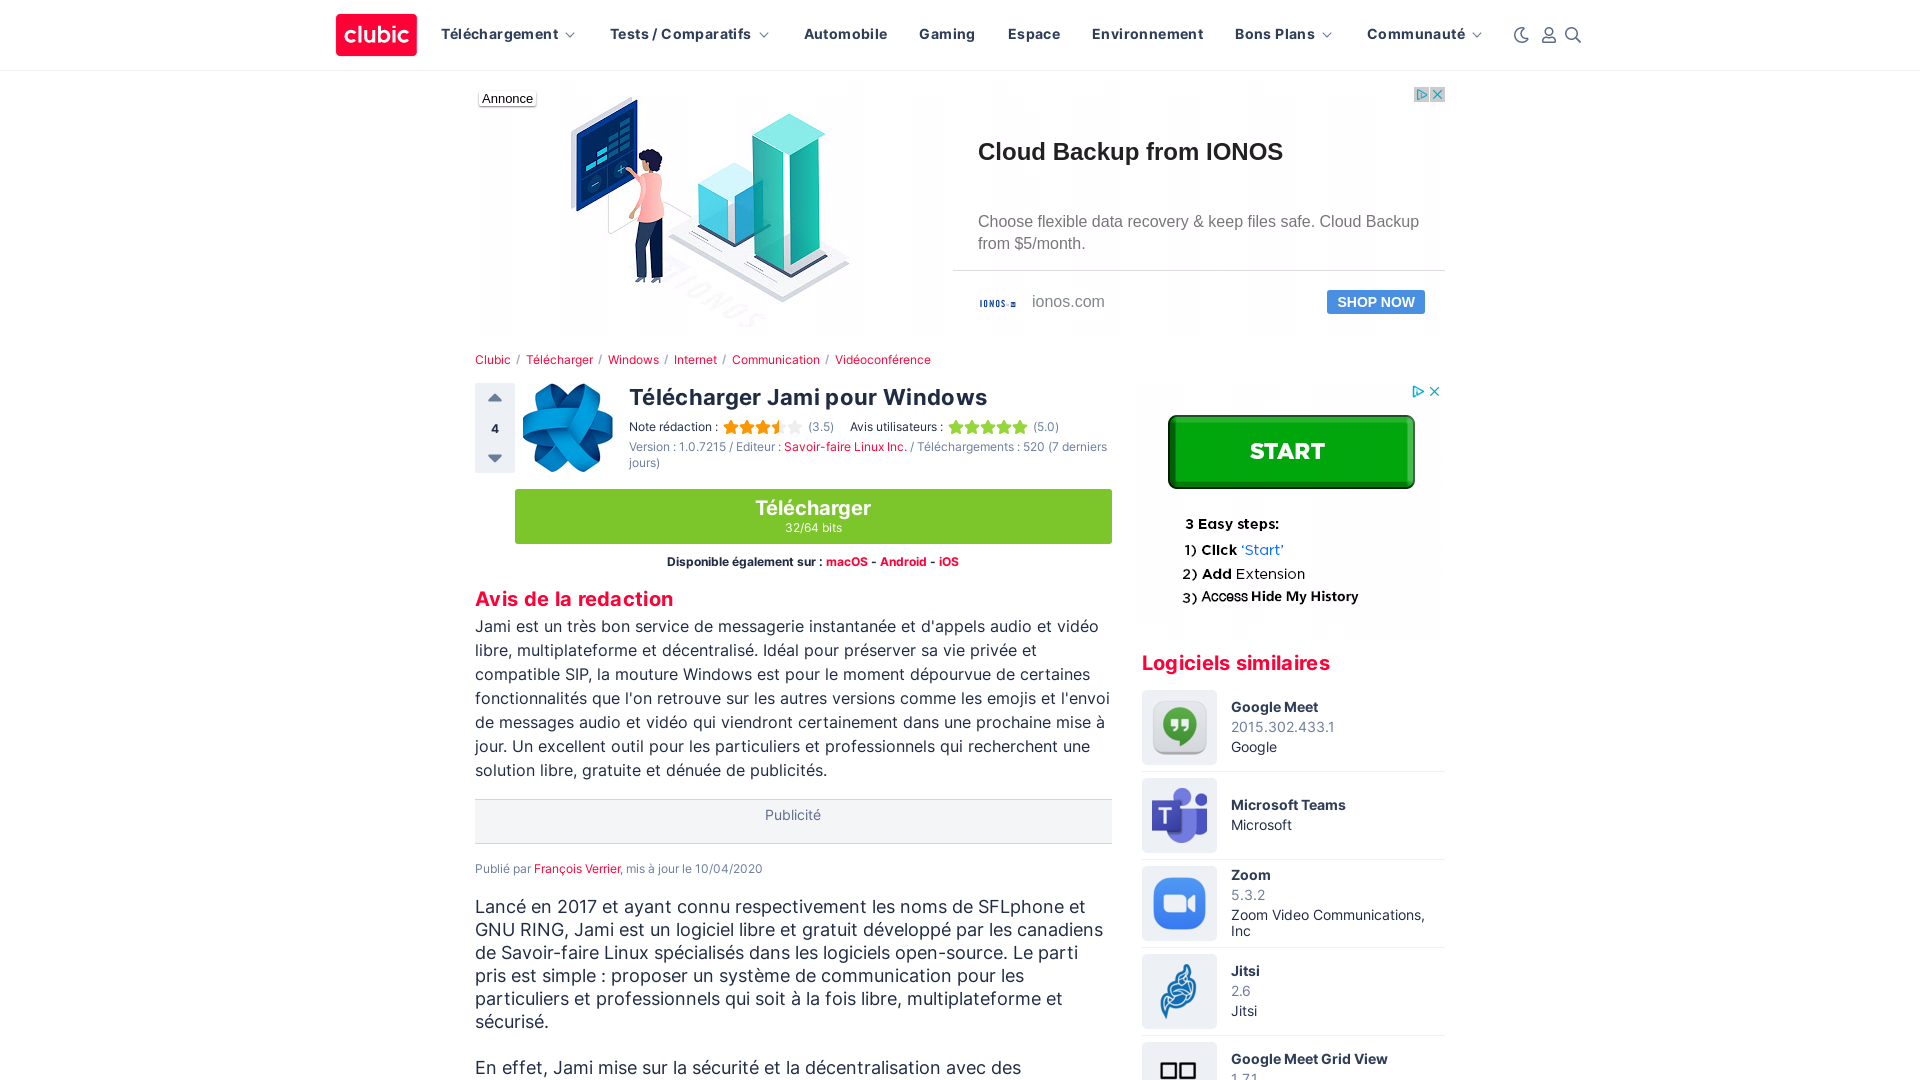 clubic
Téléchargement
Tests / Comparatifs
Automobile
Gaming
Espace
Environnement
Bons Plans
Communauté
Annonce
IONOS
Cloud Backup from IONOS
Choose flexible data recovery & keep files safe. Cloud Backup
from $5/month.
IONOS
ionos.com
SHOP NOW
Clubic / Télécharger / Windows / Internet / Communication / Vidéoconférence
4
Télécharger Jami pour Windows
Note rédaction : (3.5) Avis utilisateurs : (5.0)
Version : 1.0.7215 / Editeur : Savoir-faire Linux Inc. / Téléchargements : 520 (7 derniers
jours)
Télécharger
32/64 bits
Disponible également sur : macOS - Android - iOS
Avis de la redaction
Jami est un très bon service de messagerie instantanée et d'appels audio et vidéo
libre, multiplateforme et décentralisé. Idéal pour préserver sa vie privée et
compatible SIP, la mouture Windows est pour le moment dépourvue de certaines
fonctionnalités que l'on retrouve sur les autres versions comme les emojis et l'envoi
de messages audio et vidéo qui viendront certainement dans une prochaine mise à
jour. Un excellent outil pour les particuliers et professionnels qui recherchent une
solution libre, gratuite et dénuée de publicités.
Publicité
Publié par François Verrier, mis à jour le 10/04/2020
Lancé en 2017 et ayant connu respectivement les noms de SFLphone et
GNU RING, Jami est un logiciel libre et gratuit développé par les canadiens
de Savoir-faire Linux spécialisés dans les logiciels open-source. Le parti
pris est simple : proposer un système de communication pour les
particuliers et professionnels qui soit à la fois libre, multiplateforme et
sécurisé.
En effet, Jami mise sur la sécurité et la décentralisation avec des
START
3 Easy steps:
1) Click 'Start'
2) Add Extension
3) Access Hide My History
Logiciels similaires
Google Meet
2015.302.433.1
Google
T
Microsoft Teams
Microsoft
Zoom
5.3.2
Zoom Video Communications,
Inc
Jitsi
2.6
Jitsi
Google Meet Grid View
1.7.1